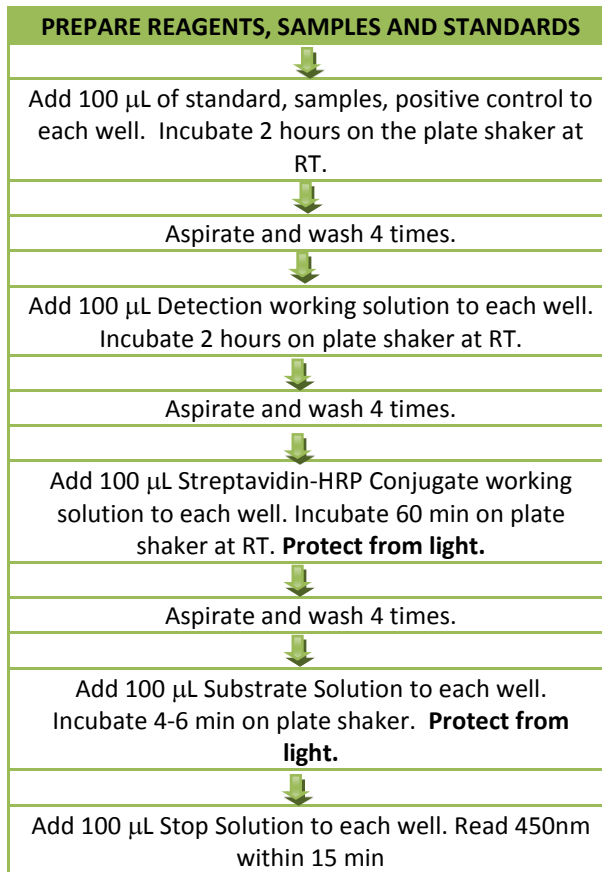 PREPARE REAGENTS, SAMPLES AND STANDARDS
Add 100 μL of standard, samples, positive control to
each well.  Incubate 2 hours on the plate shaker at
RT.
Aspirate and wash 4 times.
Add 100 μL Detection working solution to each well.
Incubate 2 hours on plate shaker at RT.
Aspirate and wash 4 times.
Add 100 μL Streptavidin-HRP Conjugate working
solution to each well. Incubate 60 min on plate
shaker at RT. Protect from light.
Aspirate and wash 4 times.
Add 100 μL Substrate Solution to each well.
Incubate 4-6 min on plate shaker.  Protect from
light.
Add 100 μL Stop Solution to each well. Read 450nm
within 15 min